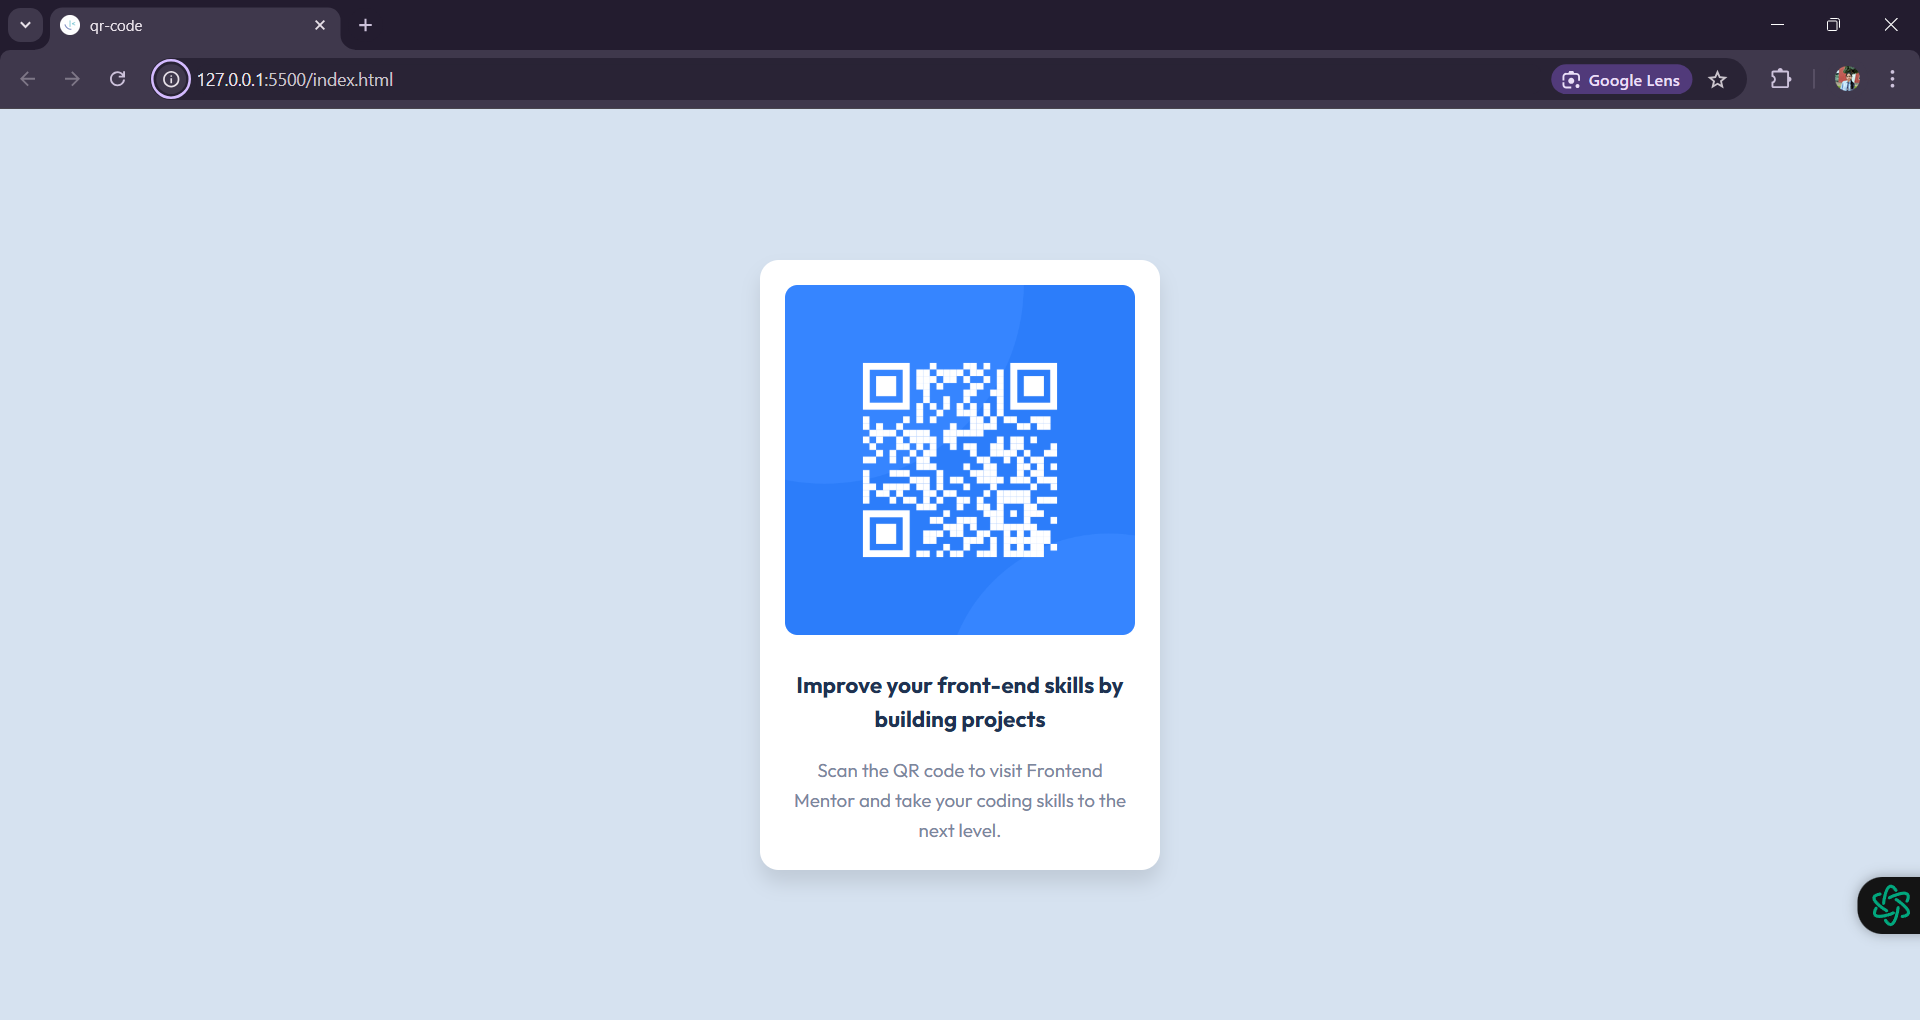 qr-code
127.0.0.1:5500/index.html
Google Lens
Improve your front-end skills by
building projects
Scan the QR code to visit Frontend
Mentor and take your coding skills to the
next level.